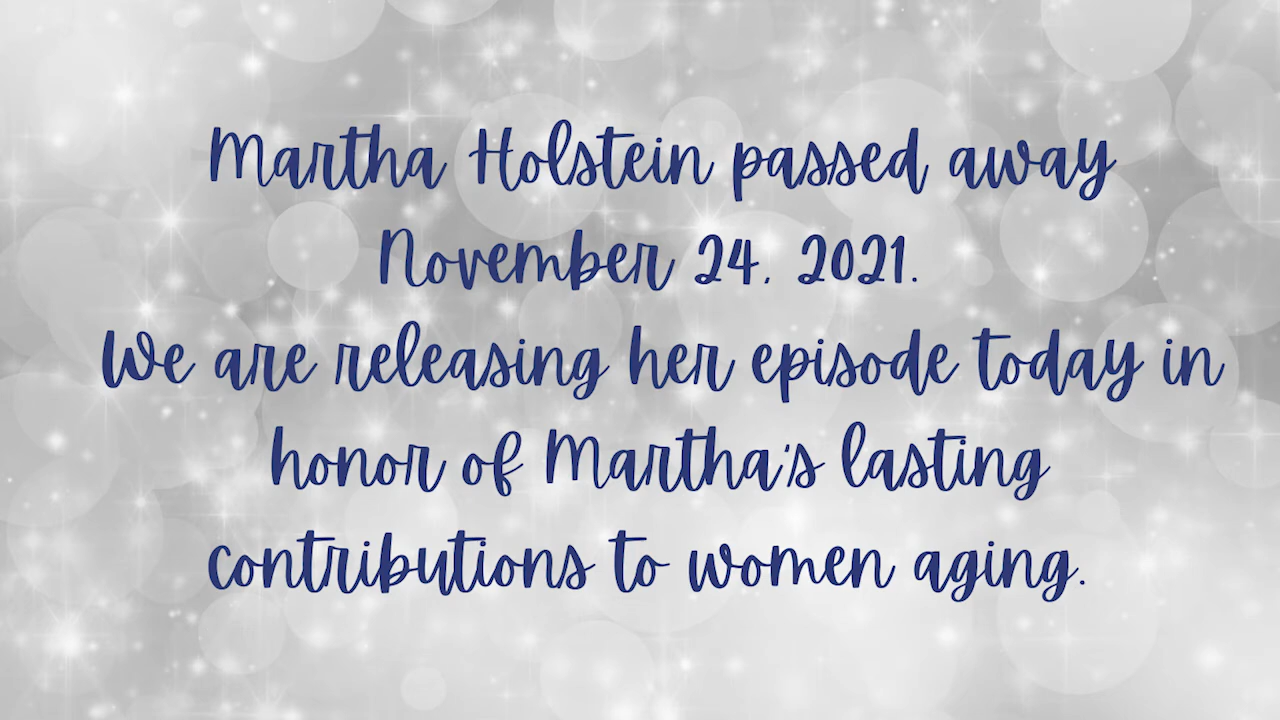 Martha Holstein passed away
November 24, 2021.
We are releasing her episode today in
honor of Martha's lasting
contributions to women aging.